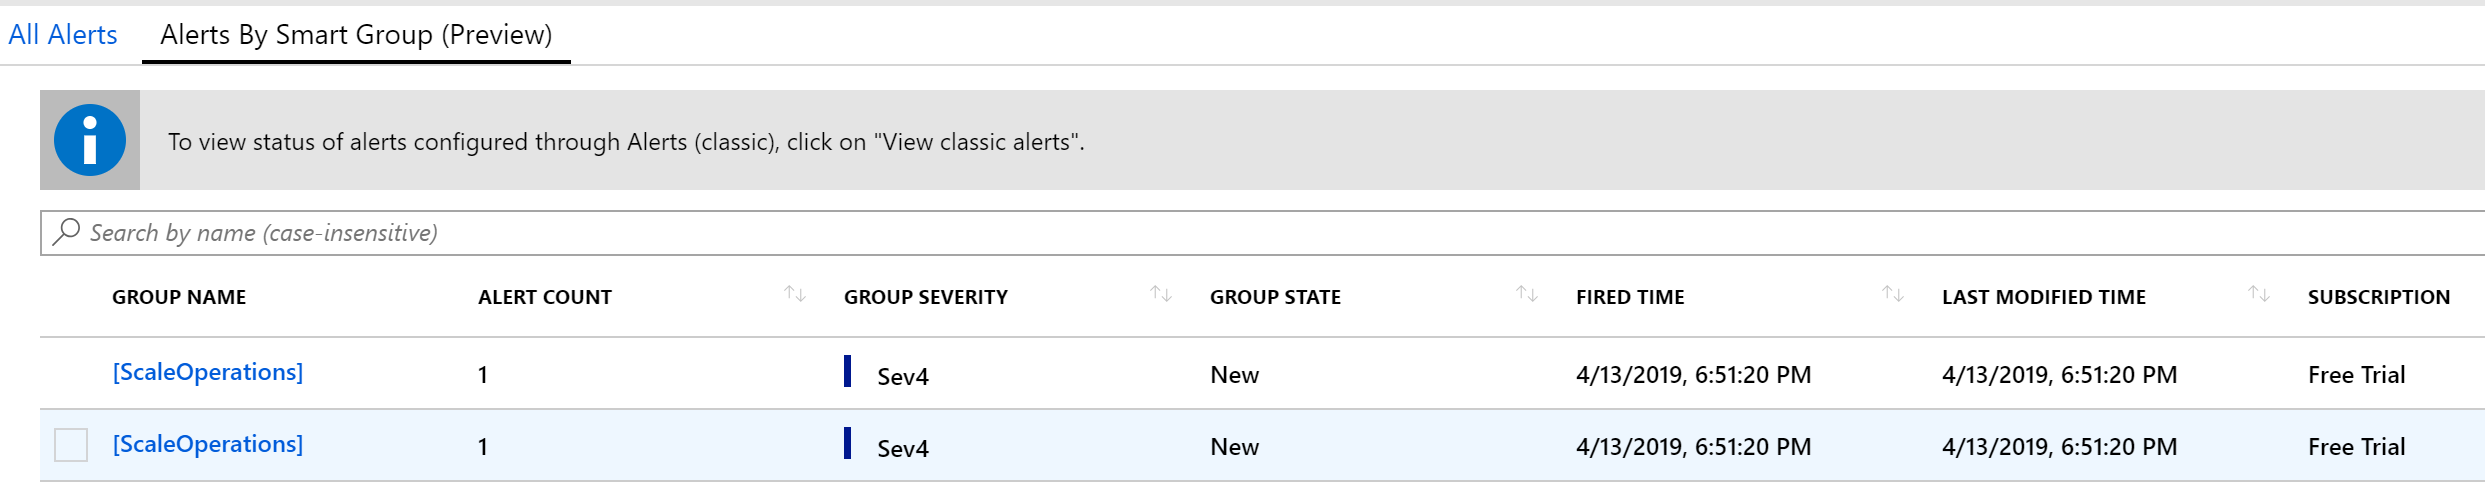 All Alerts Alerts By Smart Group (Preview)
To view status of alerts configured through Alerts (classic), click on "View classic alerts".
Search by name (case-insensitive)
GROUP NAME ALERT COUNT GROUP SEVERITY GROUP STATE FIRED TIME LAST MODIFIED TIME SUBSCRIPTION
[ScaleOperations] 1 Sev4 New 4/13/2019, 6:51:20 PM 4/13/2019, 6:51:20 PM Free Trial
[ScaleOperations] 1 Sev4 New 4/13/2019, 6:51:20 PM 4/13/2019, 6:51:20 PM Free Trial